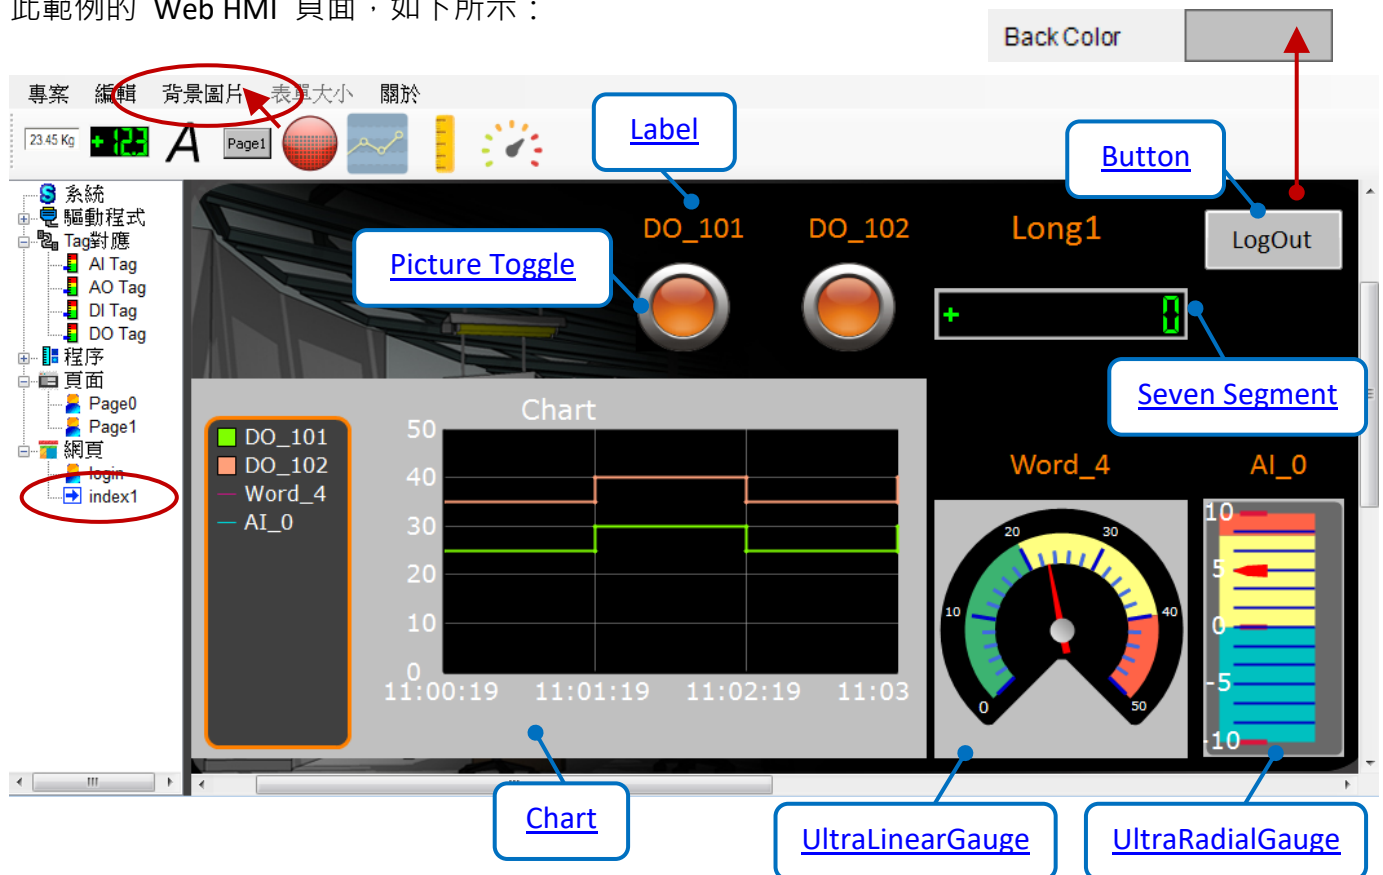 此範例的 Web HMI 頁面，如下所示：
Back Color
專案 編輯 背景圖片 表單大小 關於
23.45 Kg +12.3 A Page1
Label
Button
系統
驅動程式
Tag對應
AI Tag
AO Tag
DI Tag
DO Tag
程序
頁面
Page0
Page1
網頁
login
index1
DO_101 DO_102 Long1 LogOut
Picture Toggle
+ 0
Seven Segment
Chart
DO_101
DO_102
Word_4
AI_0
50
40
30
20
10
0
11:00:19 11:01:19 11:02:19 11:03
Word_4
0 10 20 30 40 50
AI_0
10
5
0
-5
-10
Chart
UltraLinearGauge
UltraRadialGauge